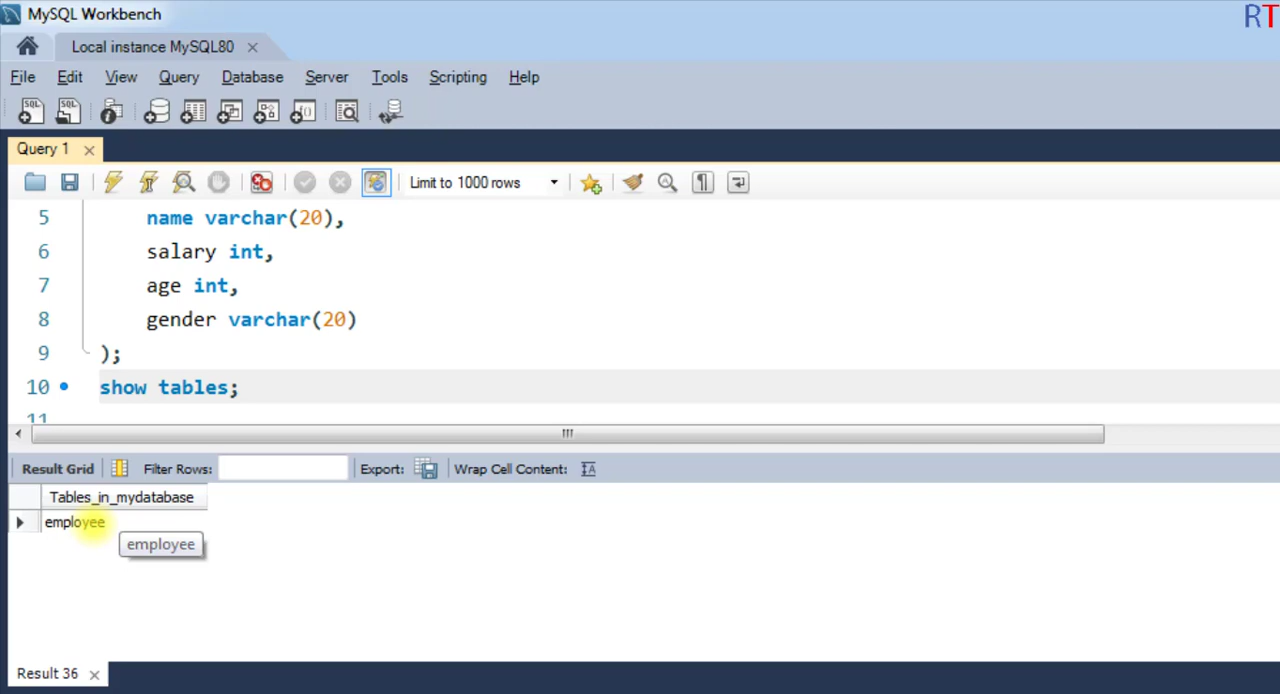 MySQL Workbench
RT
Local instance MySQL80
File Edit View Query Database Server Tools Scripting Help
SQL SQL
Query 1
Limit to 1000 rows
5 name varchar(20),
6 salary int,
7 age int,
8 gender varchar(20)
9 );
10 show tables;
11
Result Grid Filter Rows: Export: Wrap Cell Content:
Tables_in_mydatabase
employee
employee
Result 36